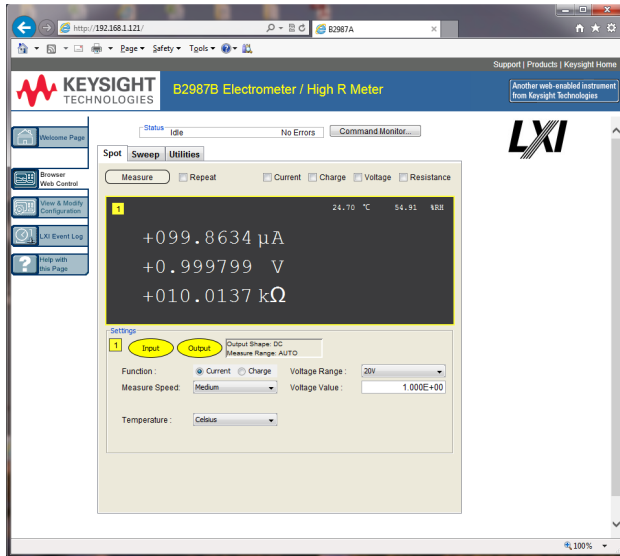 http://192.168.1.121/
B2987A
Page Safety Tools
Support | Products | Keysight Home
KEYSIGHT
TECHNOLOGIES
B2987B Electrometer / High R Meter
Another web-enabled instrument
from Keysight Technologies
Welcome Page
Browser
Web Control
View & Modify
Configuration
LXI Event Log
Help with
this Page
Status
Idle
No Errors
Command Monitor...
LXI
Spot Sweep Utilities
Measure Repeat Current Charge Voltage Resistance
1 24.70 ℃ 54.91 %RH
+099.8634 µA
+0.999799 V
+010.0137 kΩ
Settings
1 Input Output
Output Shape: DC
Measure Range: AUTO
Function : Current Charge Voltage Range : 20V
Measure Speed: Medium Voltage Value : 1.000E+00
Temperature : Celsius
100%